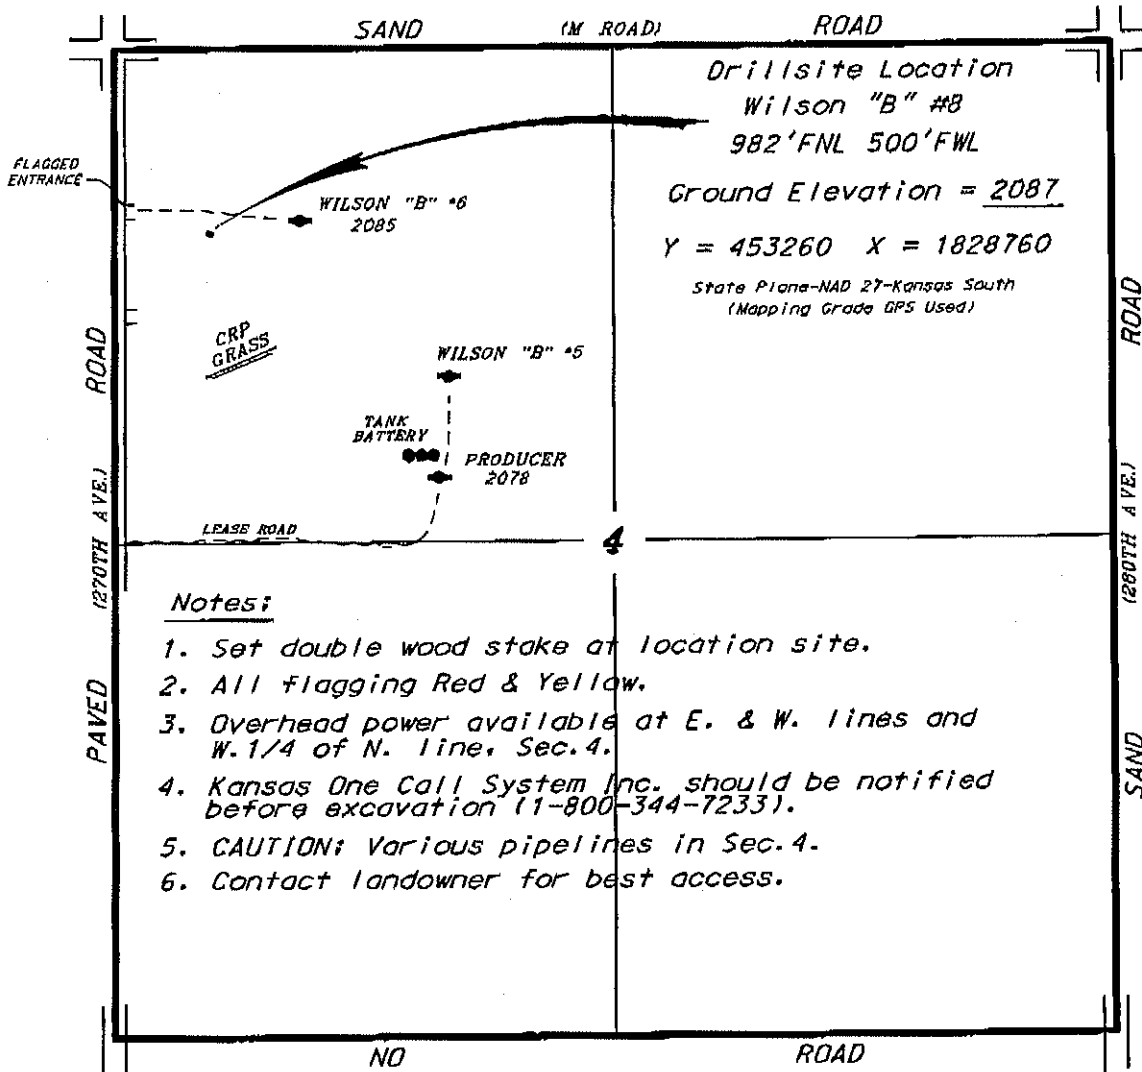 SAND (M ROAD) ROAD
Drillsite Location
Wilson "B" #8
982'FNL 500'FWL
Ground Elevation = 2087
Y = 453260 X = 1828760
State Plane-NAD 27-Kansas South
(Mapping Grade GPS Used)
FLAGGED
ENTRANCE
WILSON "B" #6
2085
CRP
GRASS
WILSON "B" #5
TANK
BATTERY
PRODUCER
2078
LEASE ROAD
4
PAVED (270TH AVE.) ROAD
SAND (280TH AVE.) ROAD
Notes:
1. Set double wood stake at location site.
2. All flagging Red & Yellow.
3. Overhead power available at E. & W. lines and
W. 1/4 of N. line, Sec.4.
4. Kansas One Call System Inc. should be notified
before excavation (1-800-344-7233).
5. CAUTION: Various pipelines in Sec.4.
6. Contact landowner for best access.
NO ROAD